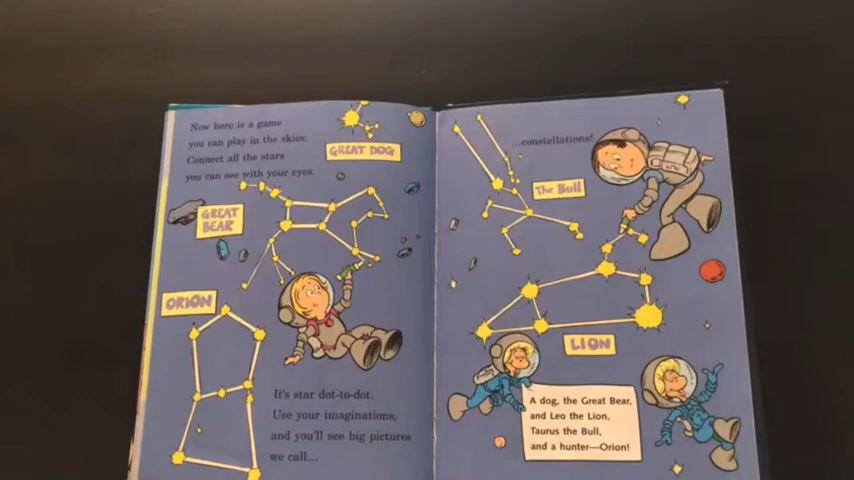 Now here is a game
you can play in the skies:
Connect all the stars
you can see with your eyes.
GREAT DOG
GREAT
BEAR
ORION
It's star dot-to-dot.
Use your imaginations,
and you'll see big pictures
we call...
...constellations!
The Bull
LION
A dog, the Great Bear,
and Leo the Lion,
Taurus the Bull,
and a hunter—Orion!